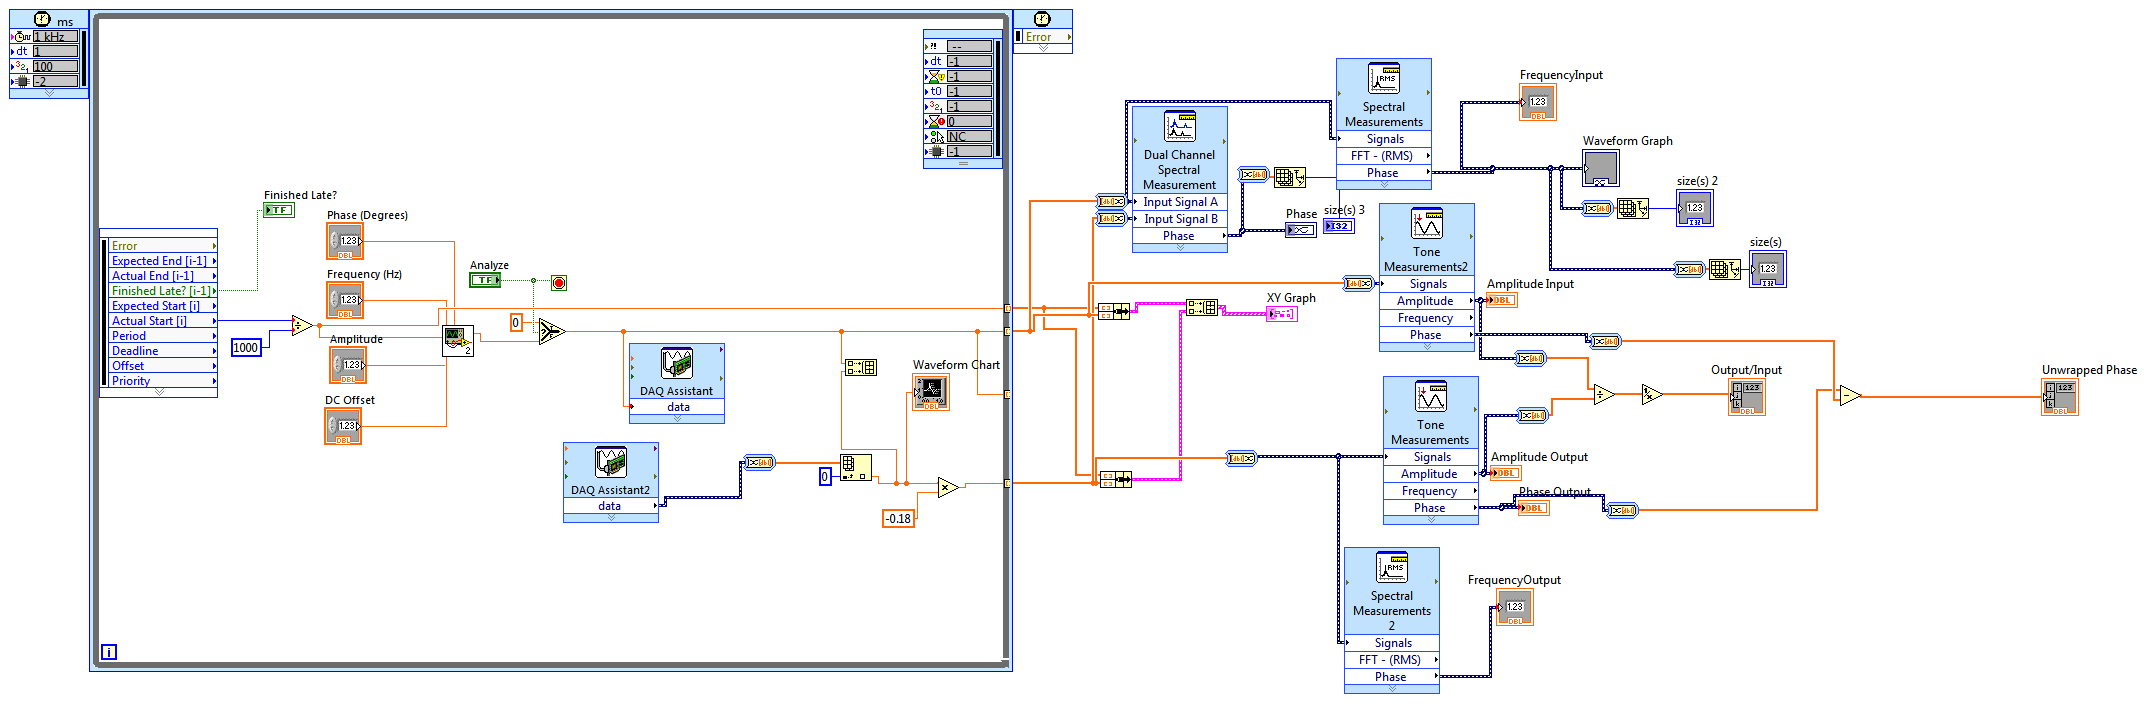 ms
1 kHz
dt 1
100
-2
Error
?! --
dt -1
-1
t0 -1
-1
0
NC
-1
Finished Late?
TF
Phase (Degrees)
1.23
DBL
Error
Expected End [i-1]
Actual End [i-1]
Finished Late? [i-1]
Expected Start [i]
Actual Start [i]
Period
Deadline
Offset
Priority
1000
Frequency (Hz)
1.23
DBL
Amplitude
1.23
DBL
DC Offset
1.23
DBL
2
Analyze
TF
0
DAQ Assistant
data
DAQ Assistant2
data
0
Waveform Chart
DBL
-0.18
i
Dual Channel
Spectral
Measurement
Input Signal A
Input Signal B
Phase
RMS
Spectral
Measurements
Signals
FFT - (RMS)
Phase
FrequencyInput
1.23
DBL
Waveform Graph
size(s) 2
1.23
I32
size(s)
1.23
I32
Phase
size(s) 3
I32
XY Graph
Tone
Measurements2
Signals
Amplitude
Frequency
Phase
Amplitude Input
DBL
Tone
Measurements
Signals
Amplitude
Frequency
Phase
Amplitude Output
DBL
Phase Output
DBL
Output/Input
123
DBL
Unwrapped Phase
123
DBL
RMS
Spectral
Measurements
2
Signals
FFT - (RMS)
Phase
FrequencyOutput
1.23
DBL